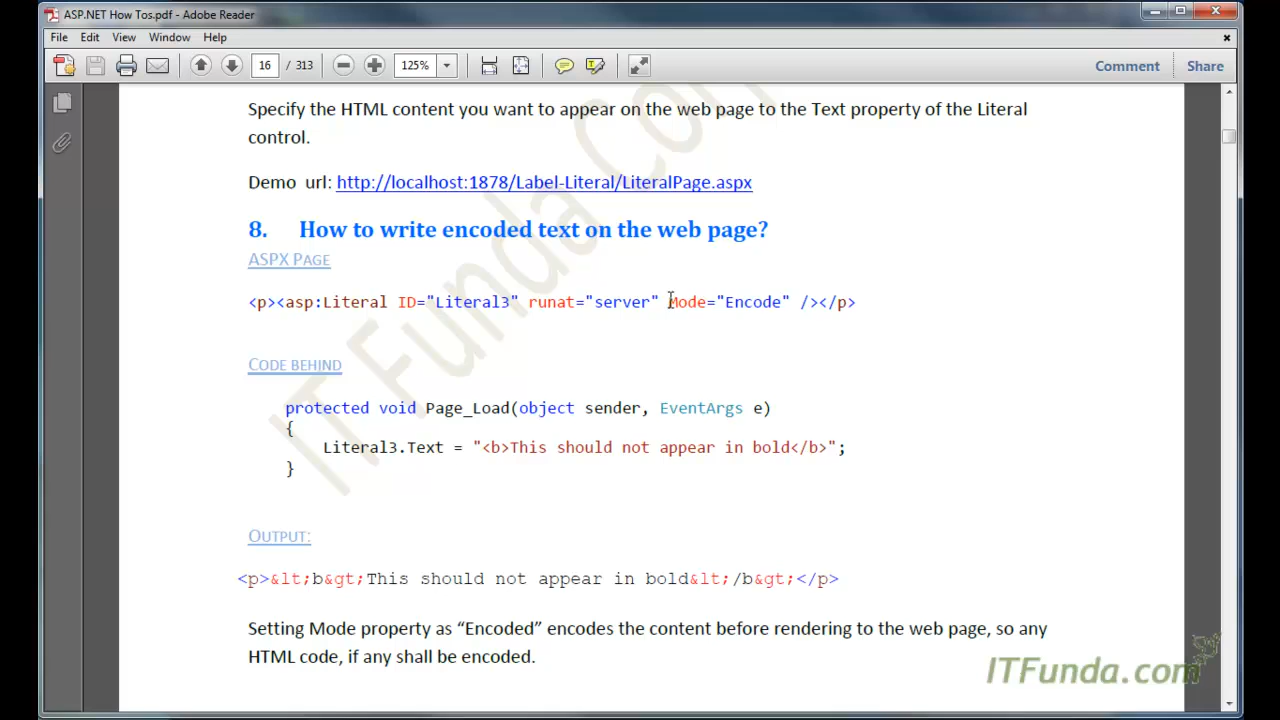 ASP.NET How Tos.pdf - Adobe Reader
File Edit View Window Help
16 / 313 125% Comment Share
Specify the HTML content you want to appear on the web page to the Text property of the Literal
control.
Demo url: http://localhost:1878/Label-Literal/LiteralPage.aspx
8. How to write encoded text on the web page?
ASPX PAGE
<p><asp:Literal ID="Literal3" runat="server" Mode="Encode" /></p>
CODE BEHIND
protected void Page_Load(object sender, EventArgs e)
{
Literal3.Text = "<b>This should not appear in bold</b>";
}
OUTPUT:
<p>&lt;b&gt;This should not appear in bold&lt;/b&gt;</p>
Setting Mode property as “Encoded” encodes the content before rendering to the web page, so any
HTML code, if any shall be encoded.
IT Funda.Com
ITFunda.com